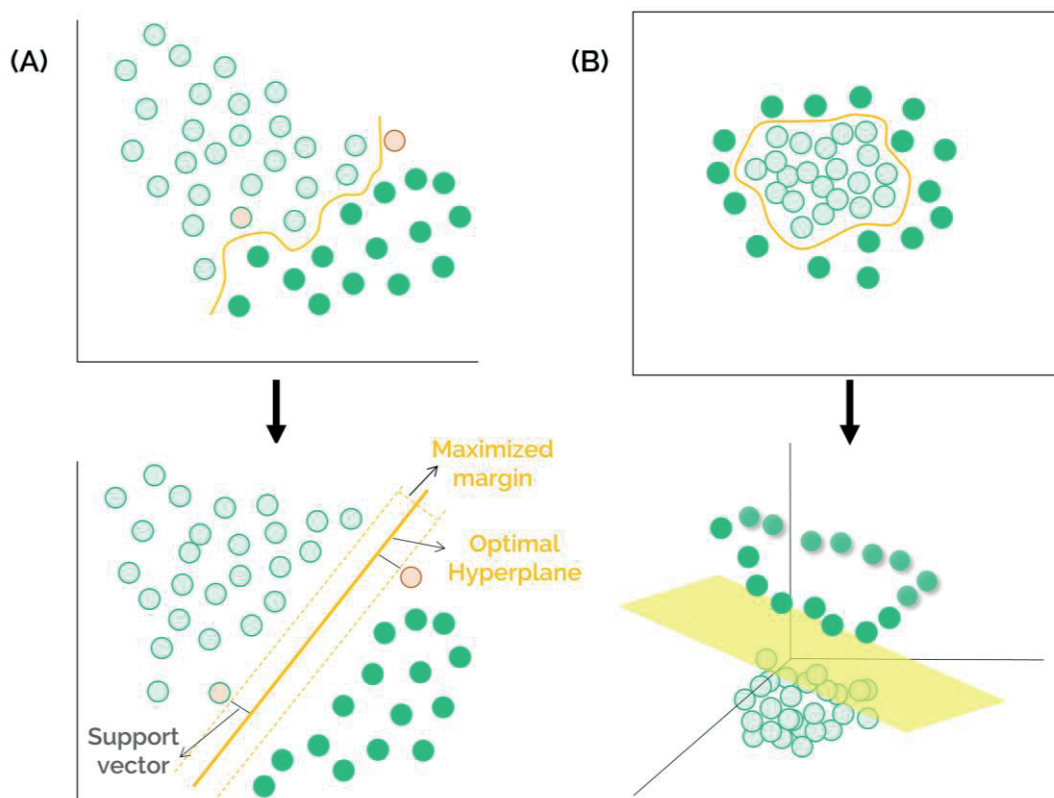 (A)
(B)
Maximized
margin
Optimal
Hyperplane
Support
vector